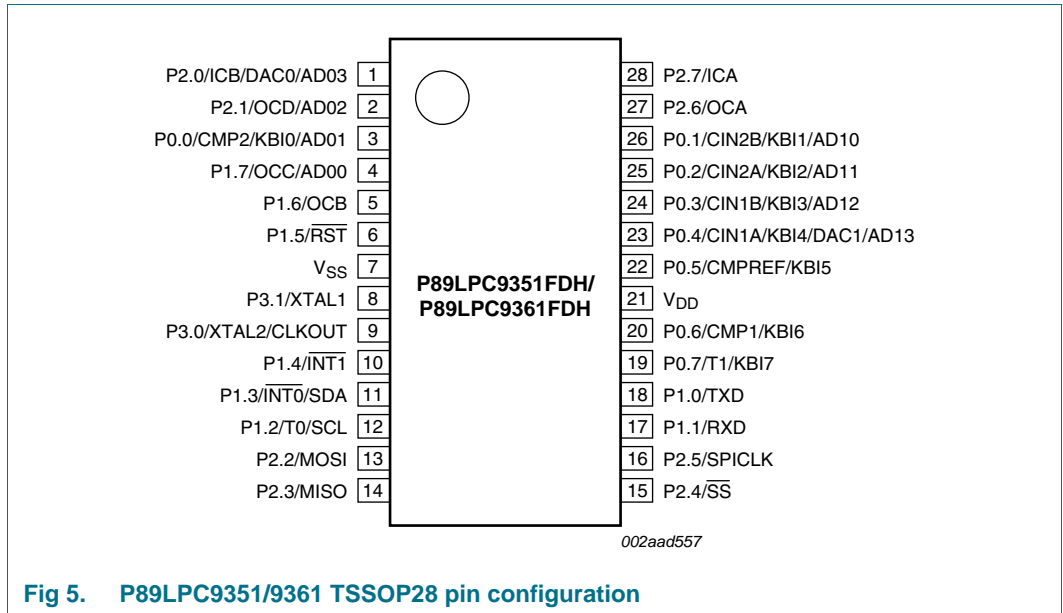 P2.0/ICB/DAC0/AD03 1
P2.1/OCD/AD02 2
P0.0/CMP2/KBI0/AD01 3
P1.7/OCC/AD00 4
P1.6/OCB 5
P1.5/R̅S̅T̅ 6
VSS 7
P3.1/XTAL1 8
P3.0/XTAL2/CLKOUT 9
P1.4/I̅N̅T̅1̅ 10
P1.3/I̅N̅T̅0̅/SDA 11
P1.2/T0/SCL 12
P2.2/MOSI 13
P2.3/MISO 14
P89LPC9351FDH/
P89LPC9361FDH
28 P2.7/ICA
27 P2.6/OCA
26 P0.1/CIN2B/KBI1/AD10
25 P0.2/CIN2A/KBI2/AD11
24 P0.3/CIN1B/KBI3/AD12
23 P0.4/CIN1A/KBI4/DAC1/AD13
22 P0.5/CMPREF/KBI5
21 VDD
20 P0.6/CMP1/KBI6
19 P0.7/T1/KBI7
18 P1.0/TXD
17 P1.1/RXD
16 P2.5/SPICLK
15 P2.4/S̅S̅
002aad557
Fig 5. P89LPC9351/9361 TSSOP28 pin configuration